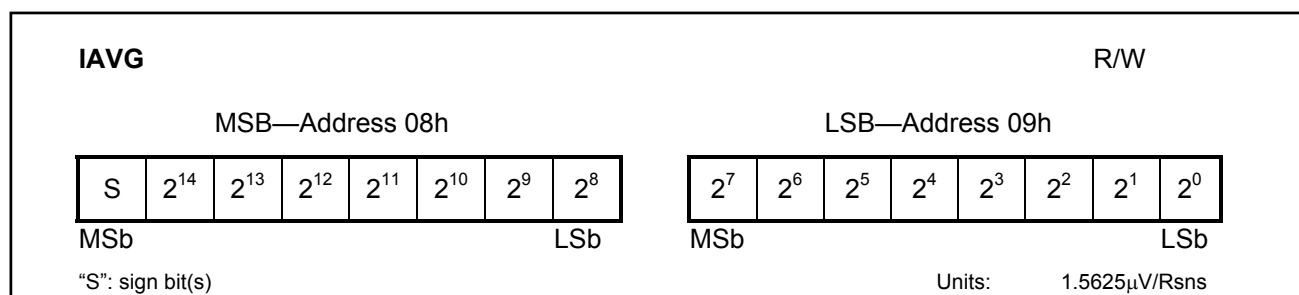 IAVG R/W
MSB—Address 08h LSB—Address 09h
S 2¹⁴ 2¹³ 2¹² 2¹¹ 2¹⁰ 2⁹ 2⁸ 2⁷ 2⁶ 2⁵ 2⁴ 2³ 2² 2¹ 2⁰
MSb LSb MSb LSb
“S”: sign bit(s) Units: 1.5625μV/Rsns